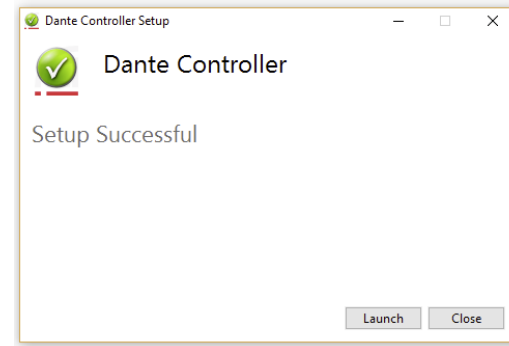 Dante Controller Setup
Dante Controller
Setup Successful
Launch Close